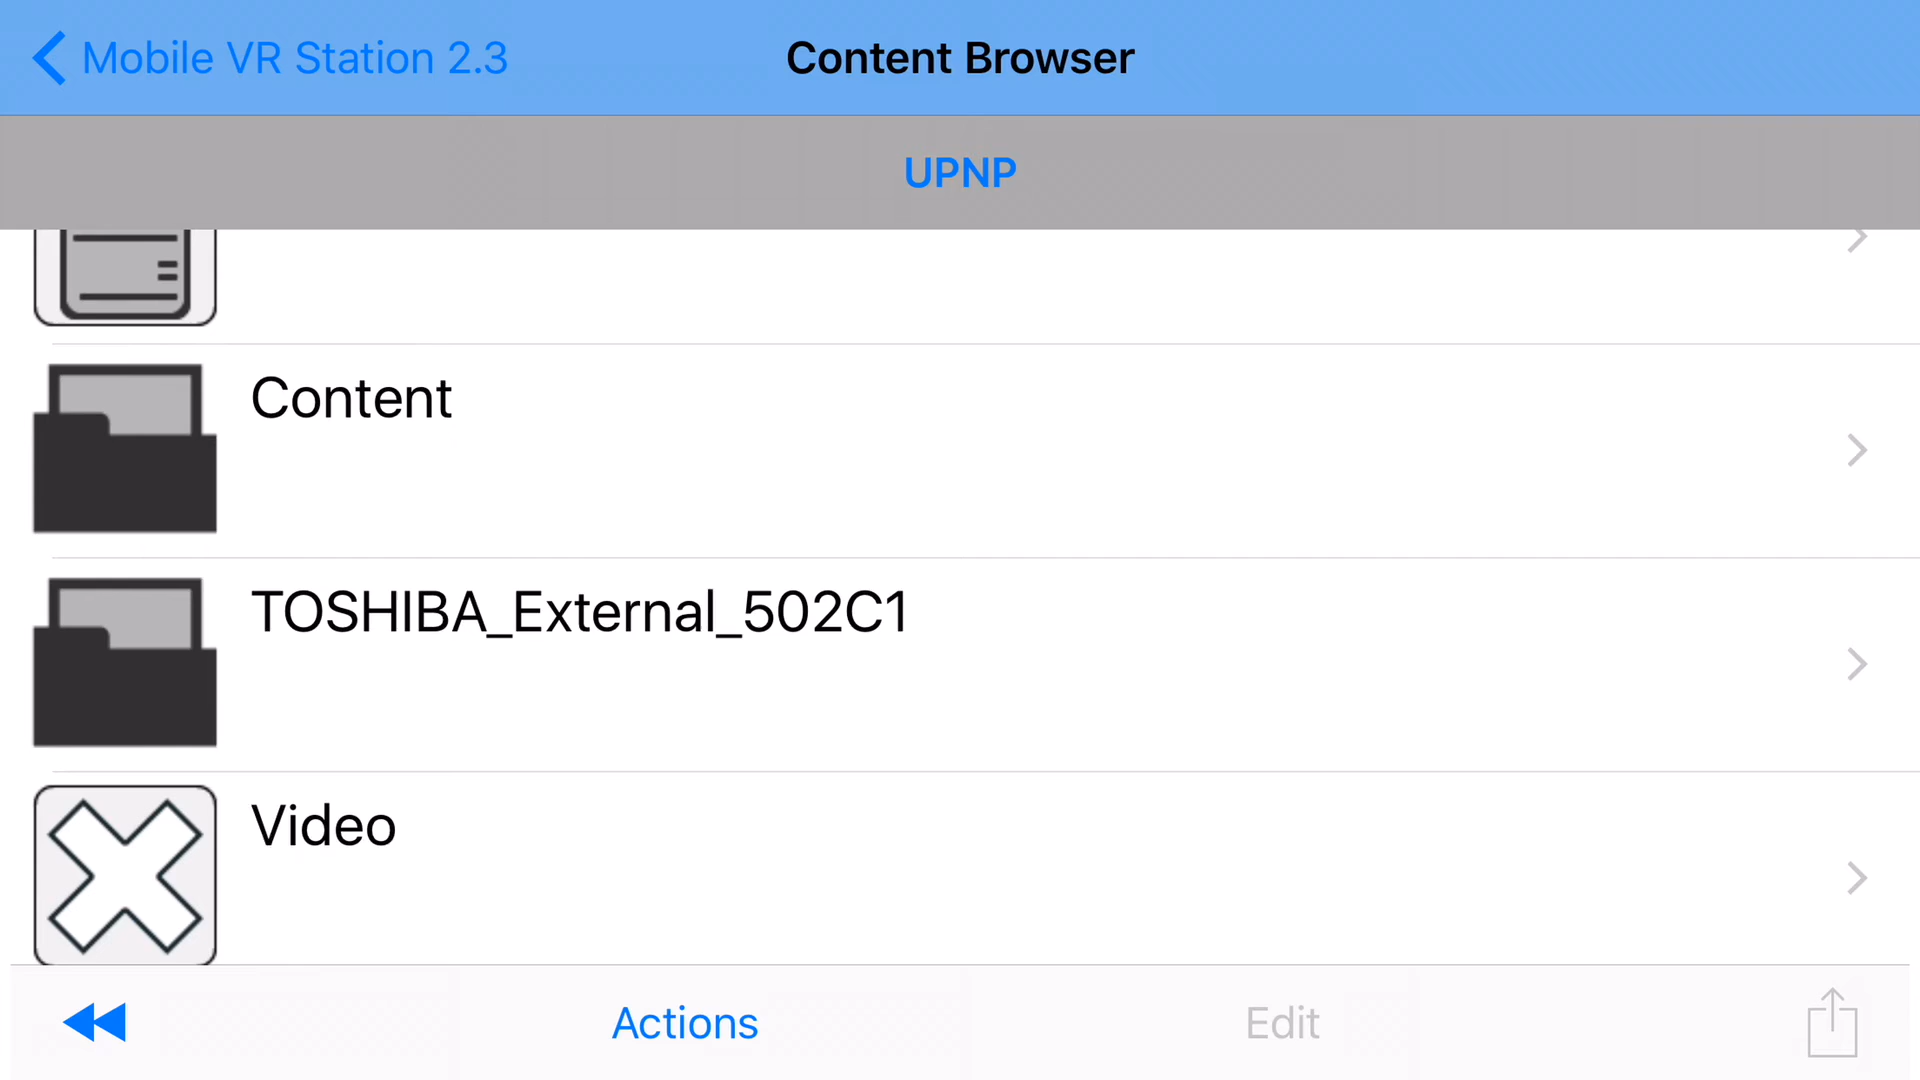 Mobile VR Station 2.3
Content Browser
UPNP
Content
TOSHIBA_External_502C1
Video
Actions
Edit